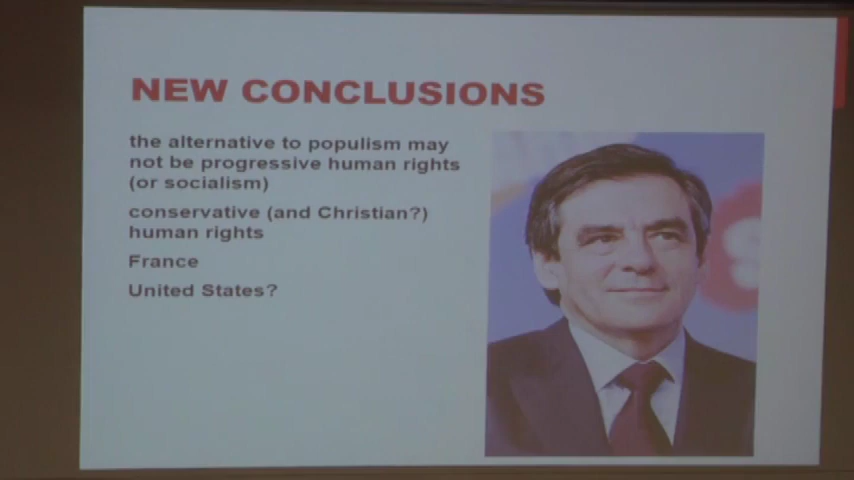 NEW CONCLUSIONS
the alternative to populism may
not be progressive human rights
(or socialism)
conservative (and Christian?)
human rights
France
United States?